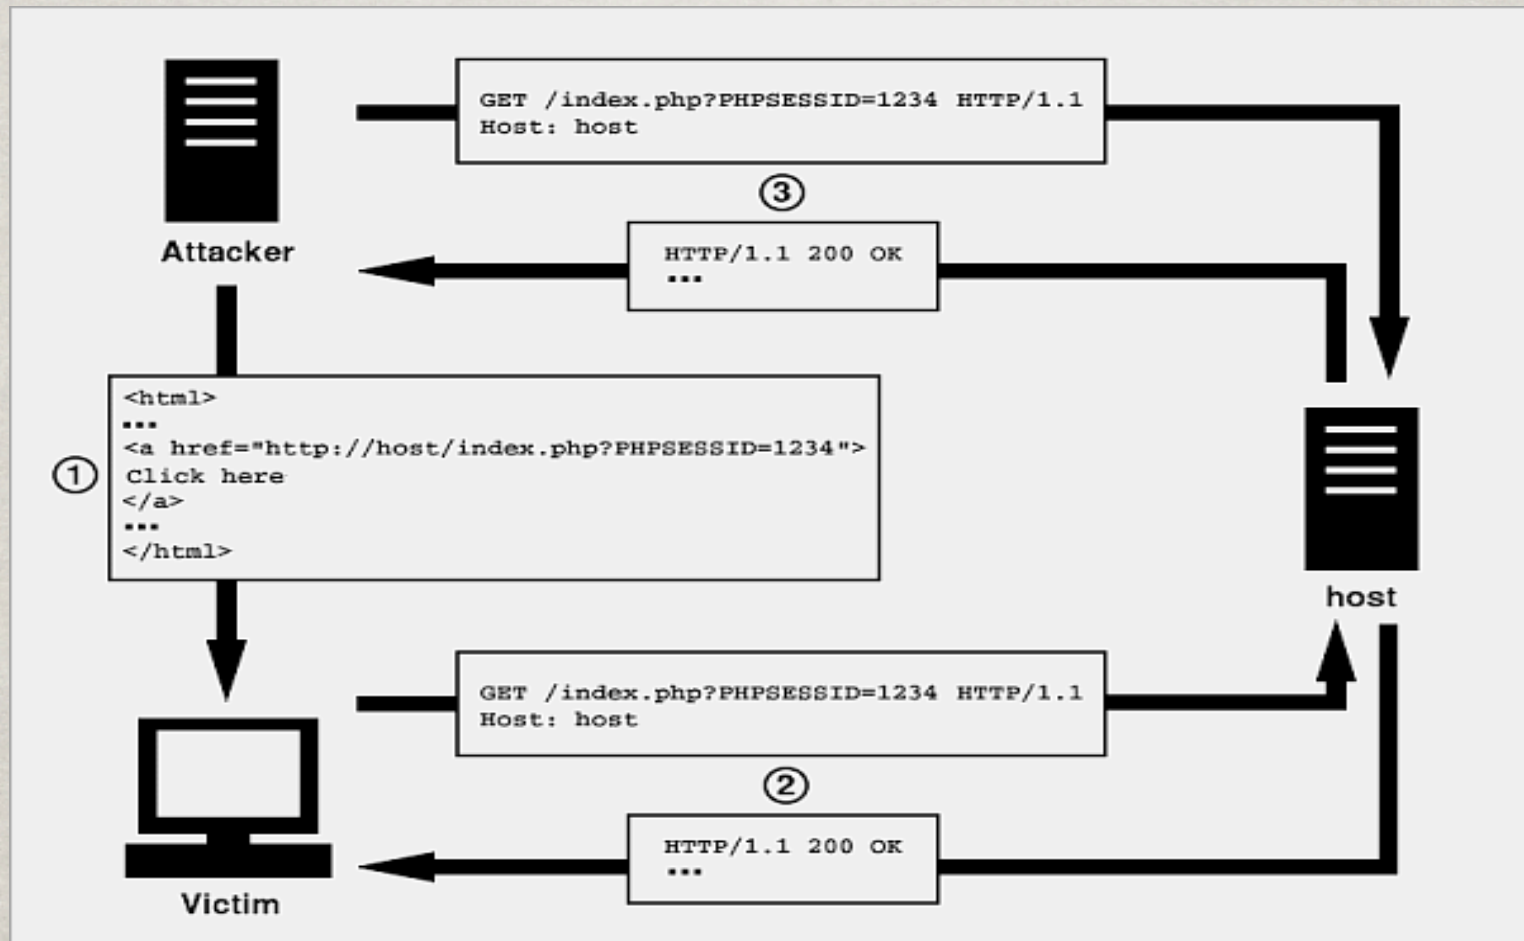 GET /index.php?PHPSESSID=1234 HTTP/1.1
Host: host
3
HTTP/1.1 200 OK
...
Attacker
1
<html>
...
<a href="http://host/index.php?PHPSESSID=1234">
Click here
</a>
...
</html>
host
GET /index.php?PHPSESSID=1234 HTTP/1.1
Host: host
2
HTTP/1.1 200 OK
...
Victim